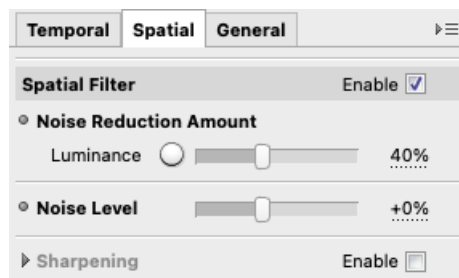 Temporal Spatial General
Spatial Filter Enable
Noise Reduction Amount
Luminance 40%
Noise Level +0%
Sharpening Enable